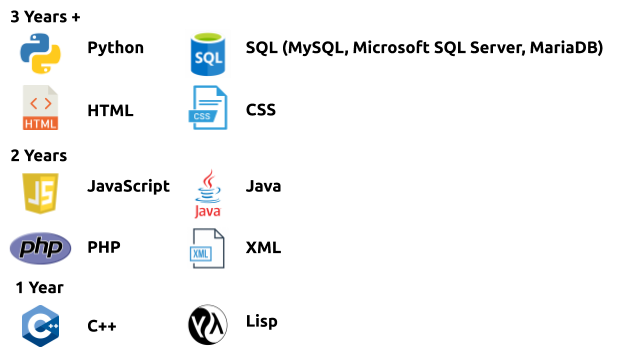 3 Years +
Python SQL SQL (MySQL, Microsoft SQL Server, MariaDB)
HTML HTML CSS CSS
2 Years
JS JavaScript Java Java
php PHP XML XML
1 Year
C++ C++ Lisp